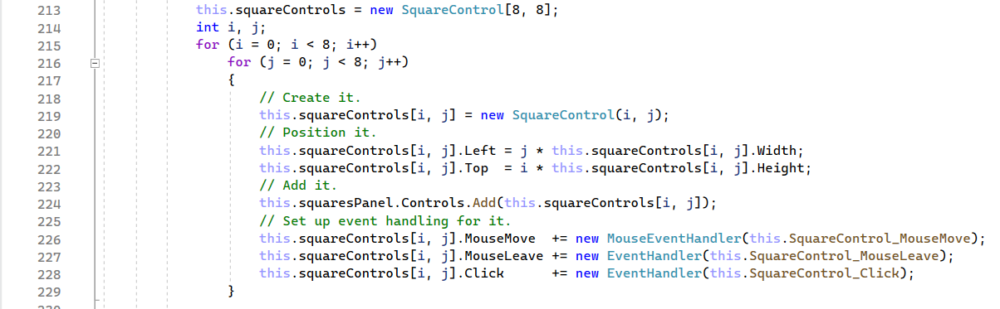 213 this.squareControls = new SquareControl[8, 8];
214 int i, j;
215 for (i = 0; i < 8; i++)
216 for (j = 0; j < 8; j++)
217 {
218 // Create it.
219 this.squareControls[i, j] = new SquareControl(i, j);
220 // Position it.
221 this.squareControls[i, j].Left = j * this.squareControls[i, j].Width;
222 this.squareControls[i, j].Top  = i * this.squareControls[i, j].Height;
223 // Add it.
224 this.squaresPanel.Controls.Add(this.squareControls[i, j]);
225 // Set up event handling for it.
226 this.squareControls[i, j].MouseMove  += new MouseEventHandler(this.SquareControl_MouseMove);
227 this.squareControls[i, j].MouseLeave += new EventHandler(this.SquareControl_MouseLeave);
228 this.squareControls[i, j].Click      += new EventHandler(this.SquareControl_Click);
229 }